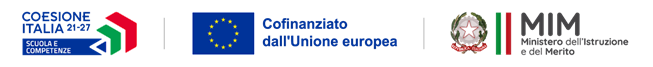 COESIONE
ITALIA 21-27
SCUOLA E
COMPETENZE
Cofinanziato
dall'Unione europea
MIM
Ministero dell'Istruzione
e del Merito